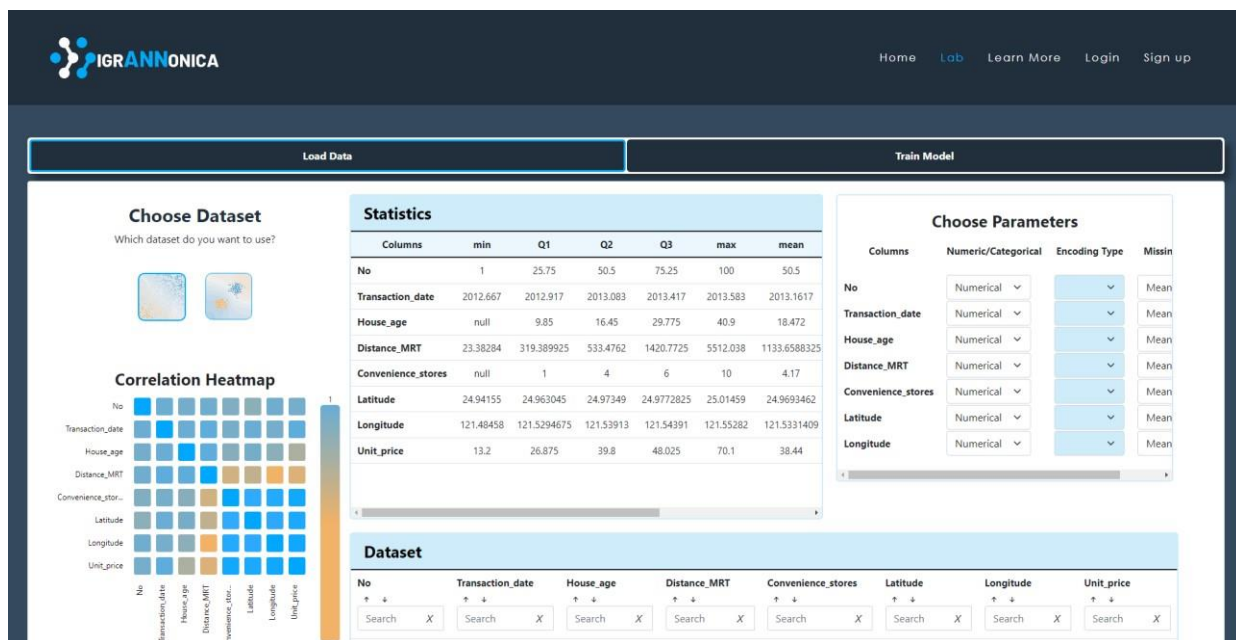 IGRANNONICA
Home Lab Learn More Login Sign up
Load Data
Train Model
Choose Dataset
Which dataset do you want to use?
Correlation Heatmap
1
No
Transaction_date
House_age
Distance_MRT
Convenience_stor...
Latitude
Longitude
Unit_price
No
ransaction_date
House_age
Distance_MRT
nvenience_stor...
Latitude
Longitude
Unit_price
Statistics
Columns min Q1 Q2 Q3 max mean
No 1 25.75 50.5 75.25 100 50.5
Transaction_date 2012.667 2012.917 2013.083 2013.417 2013.583 2013.1617
House_age null 9.85 16.45 29.775 40.9 18.472
Distance_MRT 23.38284 319.389925 533.4762 1420.7725 5512.038 1133.6588325
Convenience_stores null 1 4 6 10 4.17
Latitude 24.94155 24.963045 24.97349 24.9772825 25.01459 24.9693462
Longitude 121.48458 121.5294675 121.53913 121.54391 121.55282 121.5331409
Unit_price 13.2 26.875 39.8 48.025 70.1 38.44
Choose Parameters
Columns Numeric/Categorical Encoding Type Missin
No Numerical Mean
Transaction_date Numerical Mean
House_age Numerical Mean
Distance_MRT Numerical Mean
Convenience_stores Numerical Mean
Latitude Numerical Mean
Longitude Numerical Mean
Dataset
No Transaction_date House_age Distance_MRT Convenience_stores Latitude Longitude Unit_price
↑ ↓ ↑ ↓ ↑ ↓ ↑ ↓ ↑ ↓ ↑ ↓ ↑ ↓ ↑ ↓
Search X Search X Search X Search X Search X Search X Search X Search X